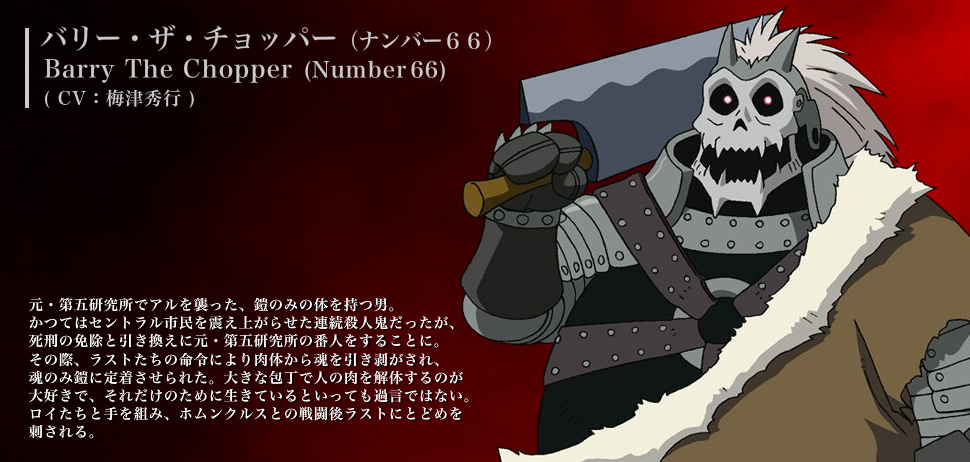 バリー・ザ・チョッパー（ナンバー６６）
Barry The Chopper (Number66)
( CV：梅津秀行 )
元・第五研究所でアルを襲った、鎧のみの体を持つ男。
かつてはセントラル市民を震え上がらせた連続殺人鬼だったが、
死刑の免除と引き換えに元・第五研究所の番人をすることに。
その際、ラストたちの命令により肉体から魂を引き剥がされ、
魂のみ鎧に定着させられた。大きな包丁で人の肉を解体するのが
大好きで、それだけのために生きているといっても過言ではない。
ロイたちと手を組み、ホムンクルスとの戦闘後ラストにとどめを
刺される。